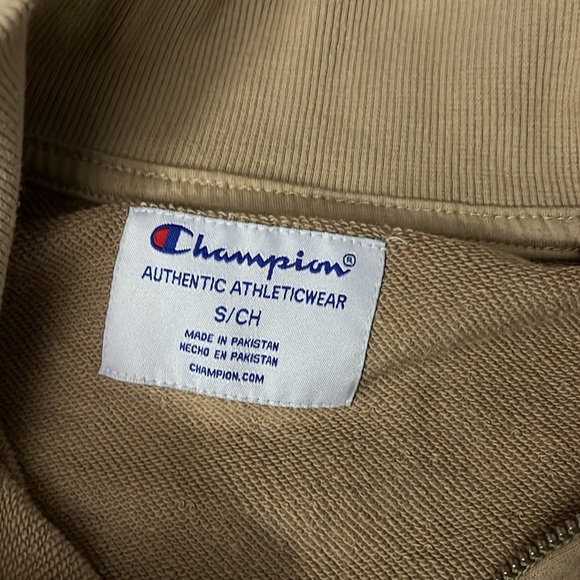 Champion®
AUTHENTIC ATHLETICWEAR
S/CH
MADE IN PAKISTAN
HECHO EN PAKISTAN
CHAMPION.COM